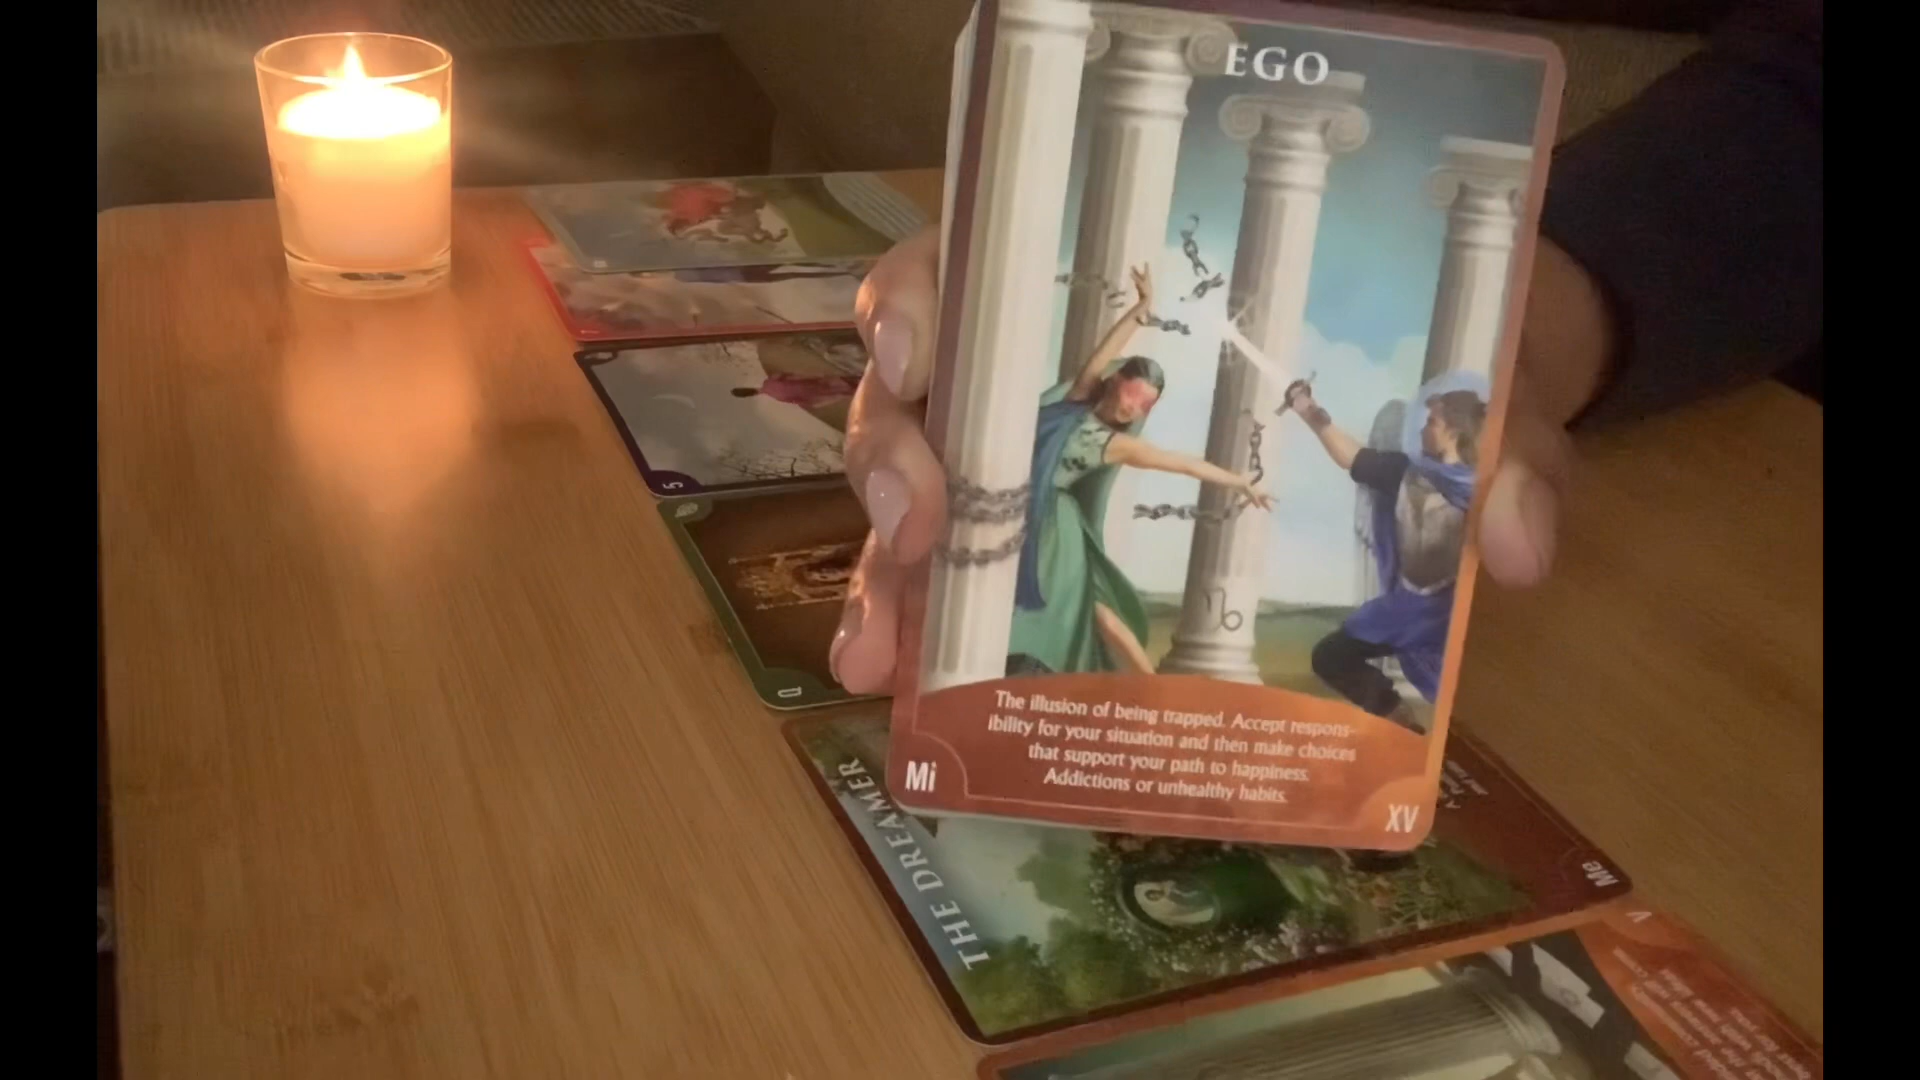 EGO
The illusion of being trapped. Accept respons-
ibility for your situation and then make choices
that support your path to happiness.
Addictions or unhealthy habits.
Mi
XV
5
Q
THE DREAMER
Me
V